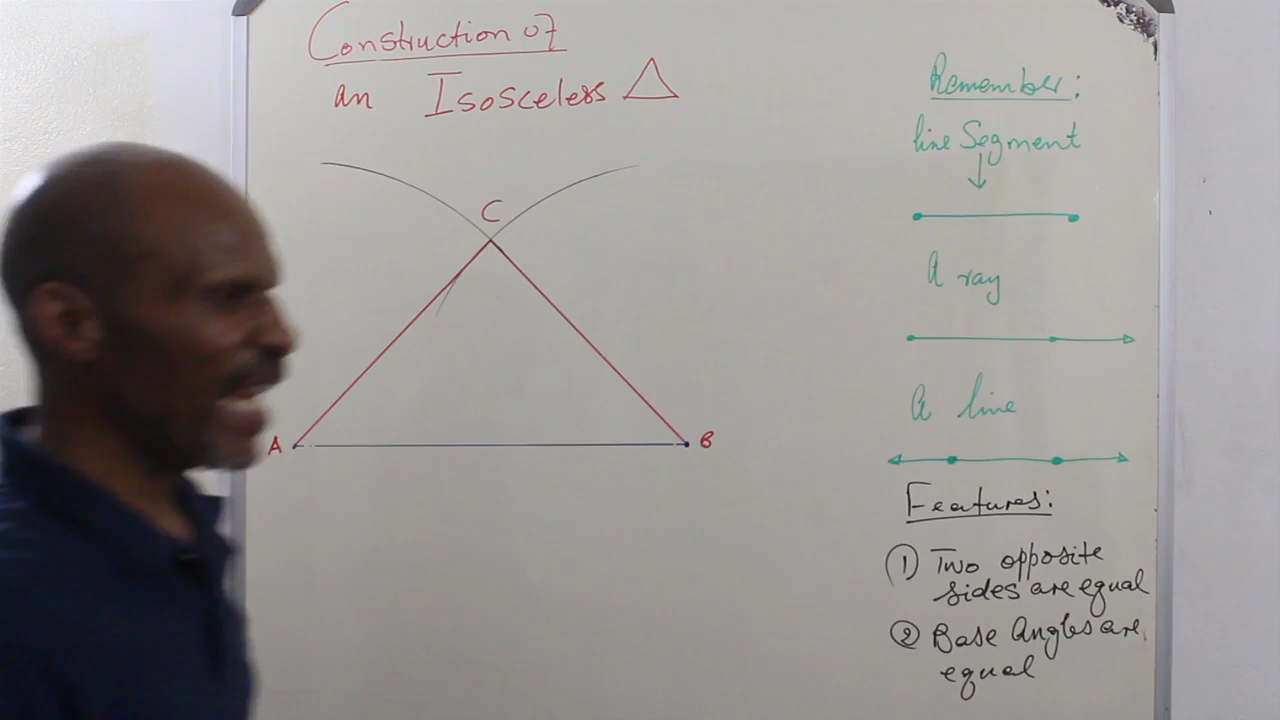 Construction of
an Isosceless
C
A
B
Remember:
line Segment
A ray
A line
Features:
① Two opposite
sides are equal
② Base Angles are
equal